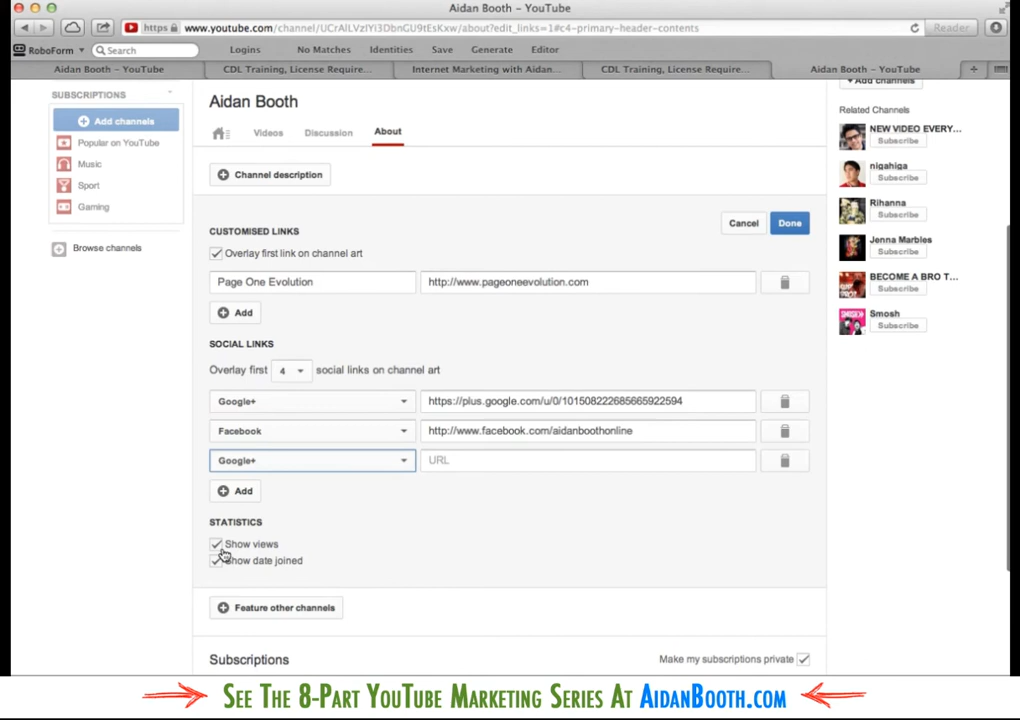 Aidan Booth – YouTube
https www.youtube.com/channel/UCrAlLVzlYi3DbnGU9tEsKxw/about?edit_links=1#c4-primary-header-contents Reader
RoboForm Search Logins No Matches Identities Save Generate Editor
Aidan Booth – YouTube CDL Training, License Require... Internet Marketing with Aidan... CDL Training, License Require... Aidan Booth – YouTube
SUBSCRIPTIONS
Add channels
Popular on YouTube
Music
Sport
Gaming
Browse channels
Aidan Booth
Videos Discussion About
Channel description
Cancel Done
CUSTOMISED LINKS
Overlay first link on channel art
Page One Evolution http://www.pageoneevolution.com
Add
SOCIAL LINKS
Overlay first 4 social links on channel art
Google+ https://plus.google.com/u/0/101508222685665922594
Facebook http://www.facebook.com/aidanboothonline
Google+ URL
Add
STATISTICS
Show views
Show date joined
Feature other channels
Subscriptions Make my subscriptions private
+ Add channels
Related Channels
NEW VIDEO EVERY...
Subscribe
nigahiga
Subscribe
Rihanna
Subscribe
Jenna Marbles
Subscribe
BECOME A BRO T...
Subscribe
Smosh
Subscribe
SEE THE 8-PART YOUTUBE MARKETING SERIES AT AIDANBOOTH.COM